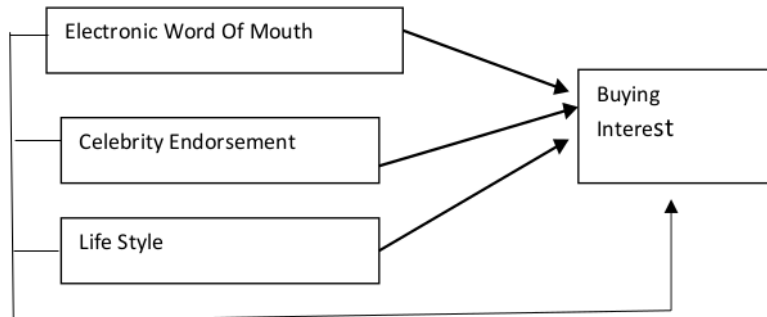 Electronic Word Of Mouth
Celebrity Endorsement
Life Style
Buying
Interest